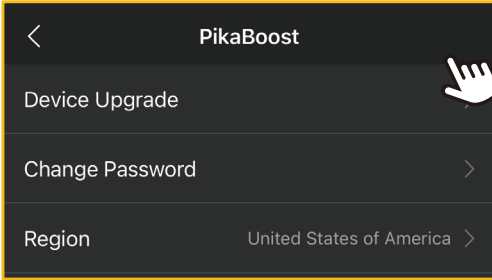 PikaBoost
Device Upgrade
Change Password
Region United States of America